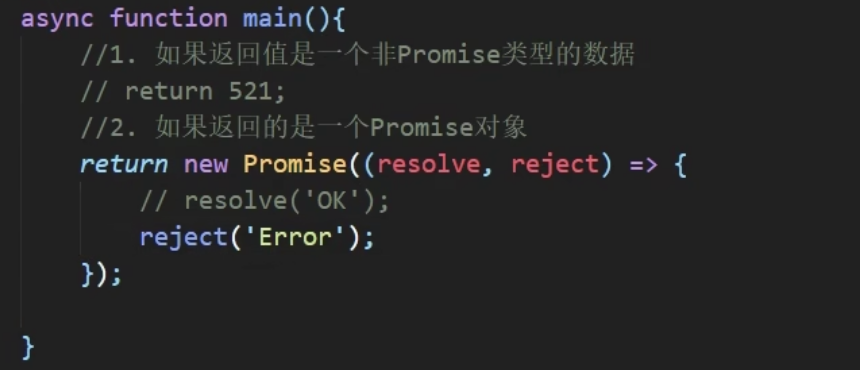 async function main(){
//1. 如果返回值是一个非Promise类型的数据
// return 521;
//2. 如果返回的是一个Promise对象
return new Promise((resolve, reject) => {
// resolve('OK');
reject('Error');
});
}